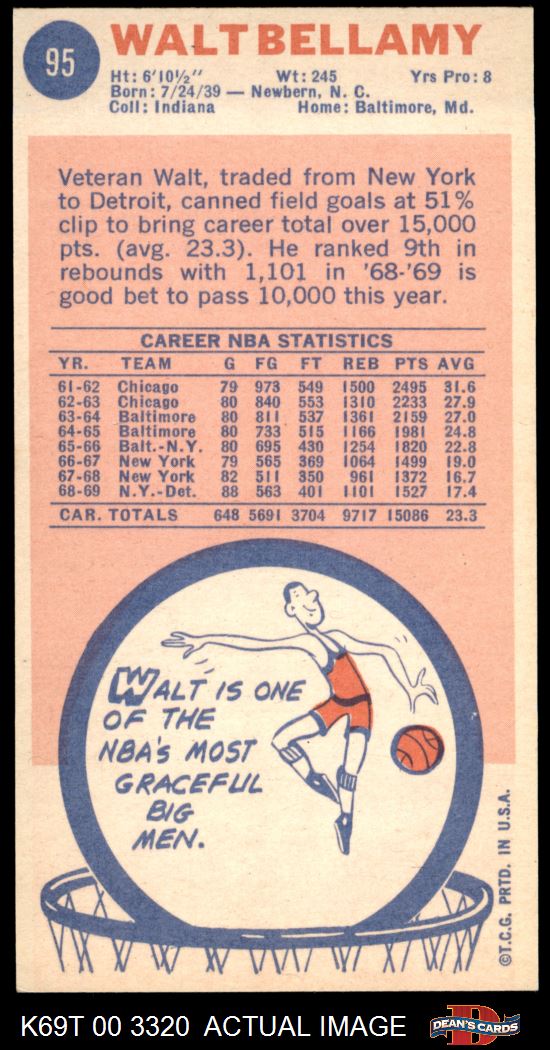 95
WALT BELLAMY
Ht: 6'10½" Wt: 245 Yrs Pro: 8
Born: 7/24/39 — Newbern, N. C.
Coll: Indiana Home: Baltimore, Md.
Veteran Walt, traded from New York
to Detroit, canned field goals at 51%
clip to bring career total over 15,000
pts. (avg. 23.3). He ranked 9th in
rebounds with 1,101 in '68-'69 is
good bet to pass 10,000 this year.
CAREER NBA STATISTICS
YR. TEAM G FG FT REB PTS AVG
61-62 Chicago 79 973 549 1500 2495 31.6
62-63 Chicago 80 840 553 1310 2233 27.9
63-64 Baltimore 80 811 537 1361 2159 27.0
64-65 Baltimore 80 733 515 1166 1981 24.8
65-66 Balt.-N.Y. 80 695 430 1254 1820 22.8
66-67 New York 79 565 369 1064 1499 19.0
67-68 New York 82 511 350 961 1372 16.7
68-69 N.Y.-Det. 88 563 401 1101 1527 17.4
CAR. TOTALS 648 5691 3704 9717 15086 23.3
WALT IS ONE
OF THE
NBA'S MOST
GRACEFUL
BIG
MEN.
©T.C.G. PRTD. IN U.S.A.
K69T 00 3320 ACTUAL IMAGE
D
DEAN'S CARDS